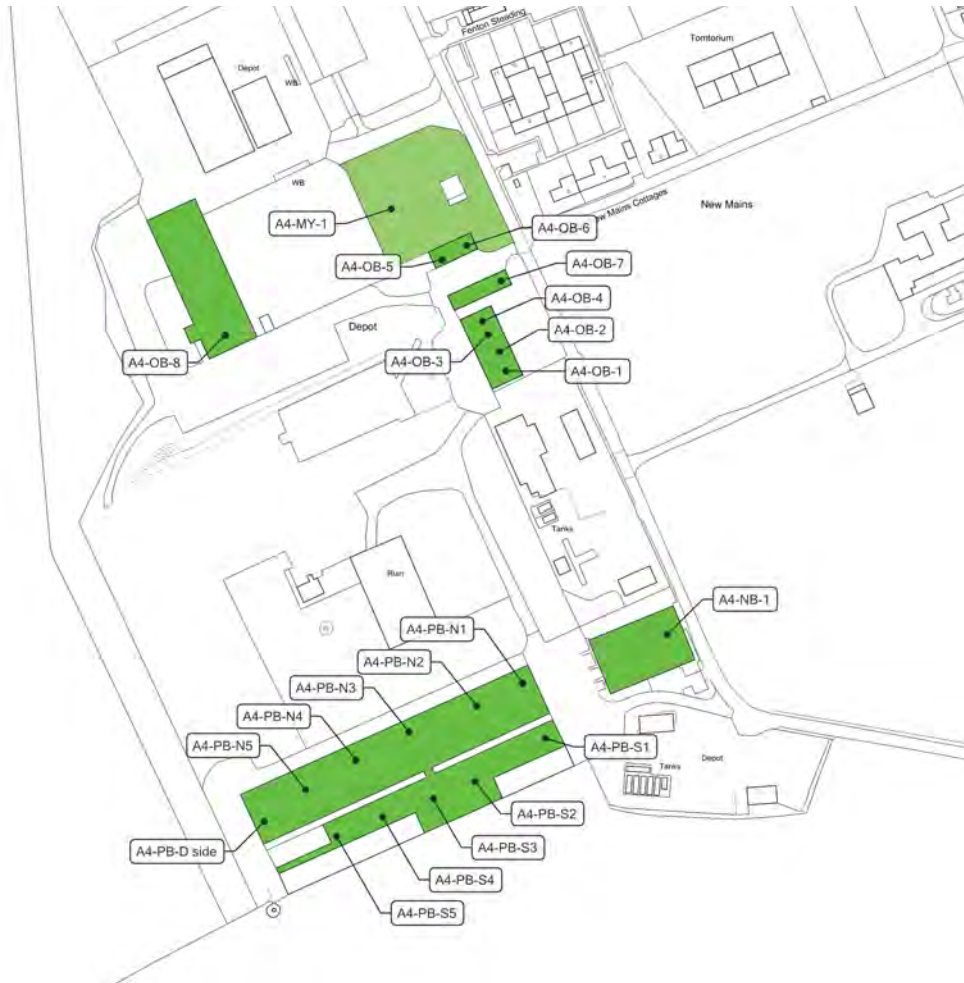 Fenton Steading
Tomtorium
Depot
WB
WB
New Mains
New Mains Cottages
A4-MY-1
A4-OB-6
A4-OB-5
A4-OB-7
A4-OB-4
Depot
A4-OB-2
A4-OB-8
A4-OB-3
A4-OB-1
Tanks
Ruin
A4-NB-1
A4-PB-N1
A4-PB-N2
A4-PB-N3
A4-PB-N4
A4-PB-N5
A4-PB-S1
Depot
Tanks
A4-PB-S2
A4-PB-D side
A4-PB-S3
A4-PB-S4
A4-PB-S5